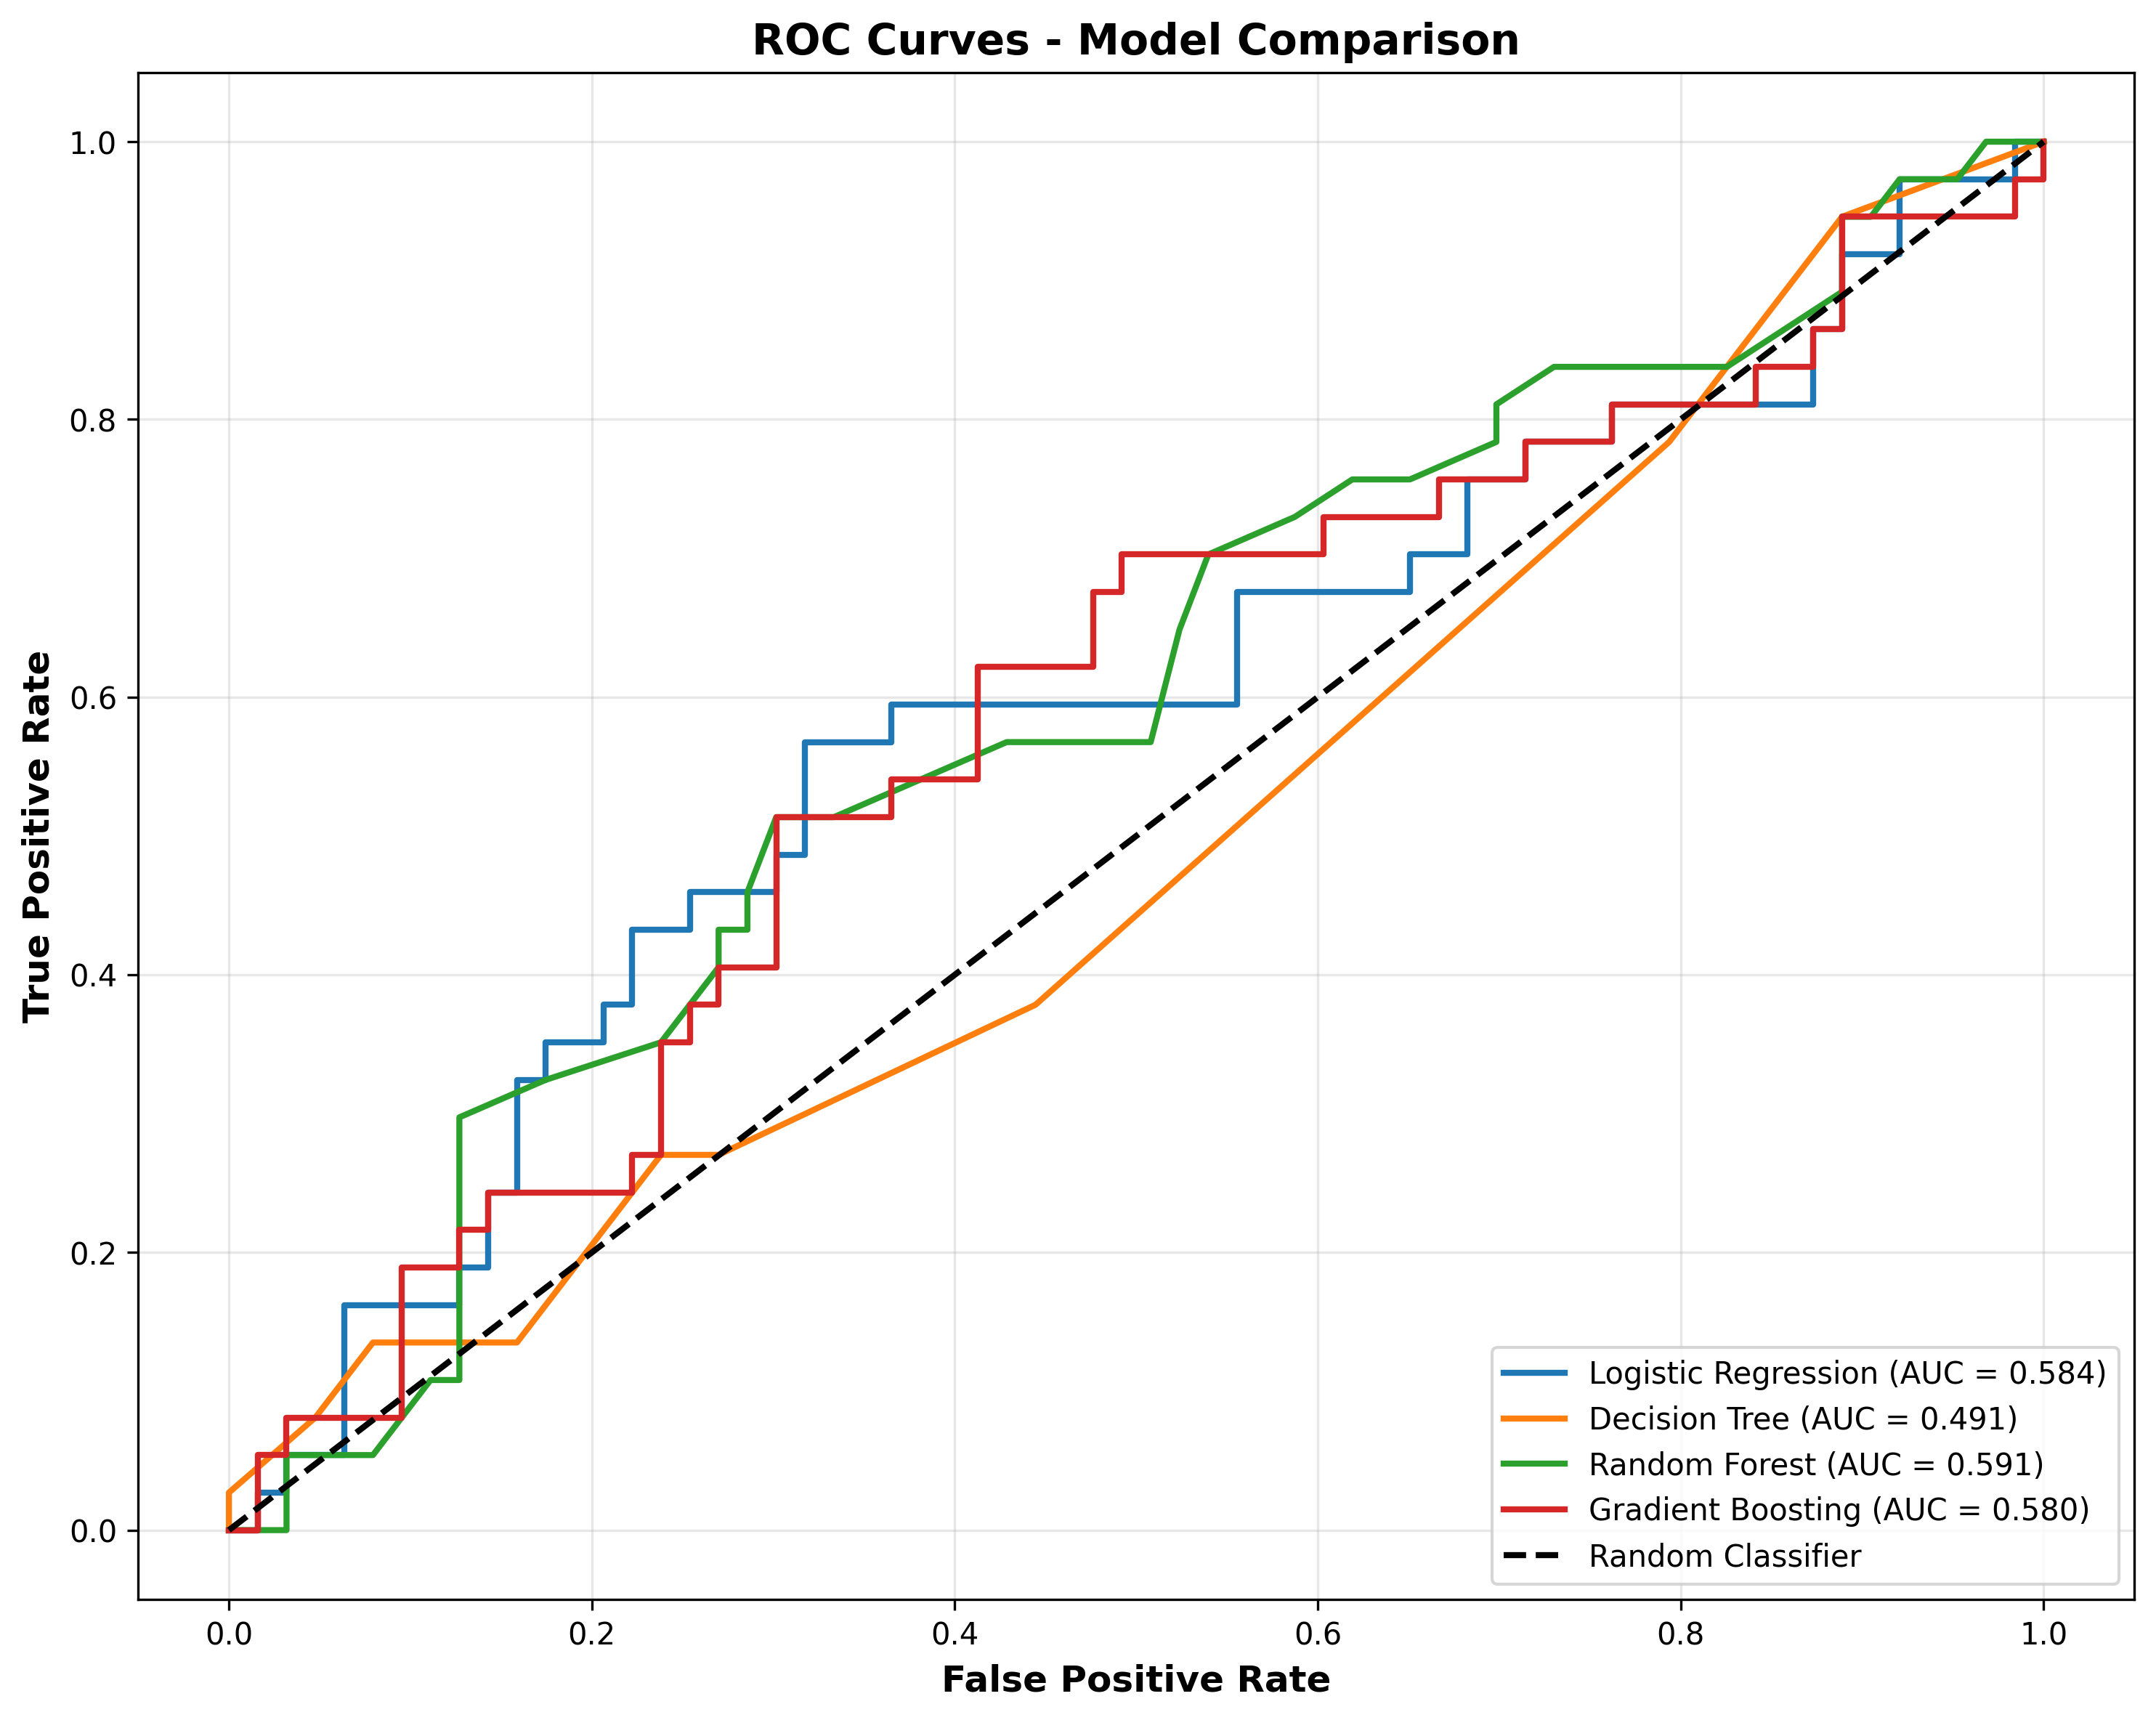 ROC Curves - Model Comparison
1.0
0.8
0.6
0.4
0.2
0.0
True Positive Rate
0.0 0.2 0.4 0.6 0.8 1.0
False Positive Rate
Logistic Regression (AUC = 0.584)
Decision Tree (AUC = 0.491)
Random Forest (AUC = 0.591)
Gradient Boosting (AUC = 0.580)
Random Classifier